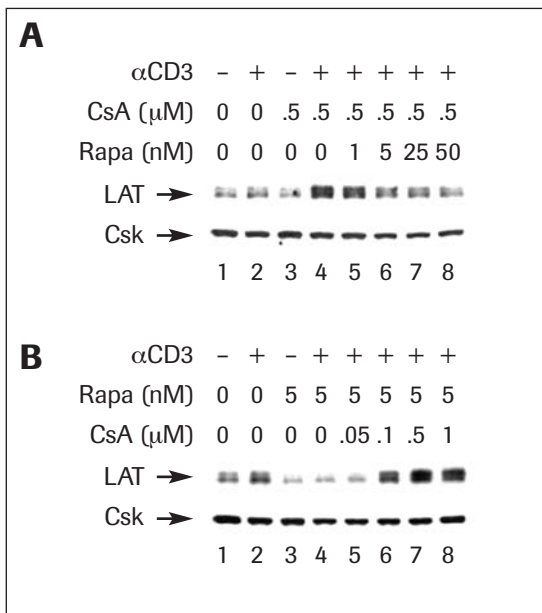 A
αCD3 – + – + + + + +
CsA (μM) 0 0 .5 .5 .5 .5 .5 .5
Rapa (nM) 0 0 0 0 1 5 25 50
LAT
Csk
1 2 3 4 5 6 7 8
B
αCD3 – + – + + + + +
Rapa (nM) 0 0 5 5 5 5 5 5
CsA (μM) 0 0 0 0 .05 .1 .5 1
LAT
Csk
1 2 3 4 5 6 7 8